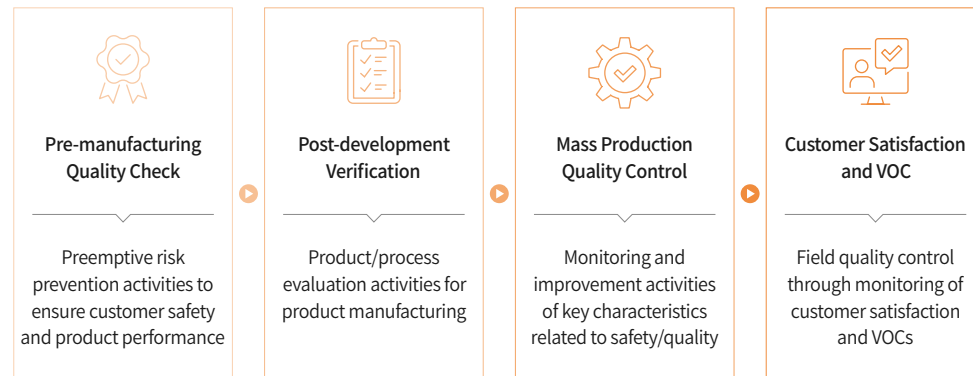 Pre-manufacturing
Quality Check
Preemptive risk
prevention activities to
ensure customer safety
and product performance
Post-development
Verification
Product/process
evaluation activities for
product manufacturing
Mass Production
Quality Control
Monitoring and
improvement activities
of key characteristics
related to safety/quality
Customer Satisfaction
and VOC
Field quality control
through monitoring of
customer satisfaction
and VOCs